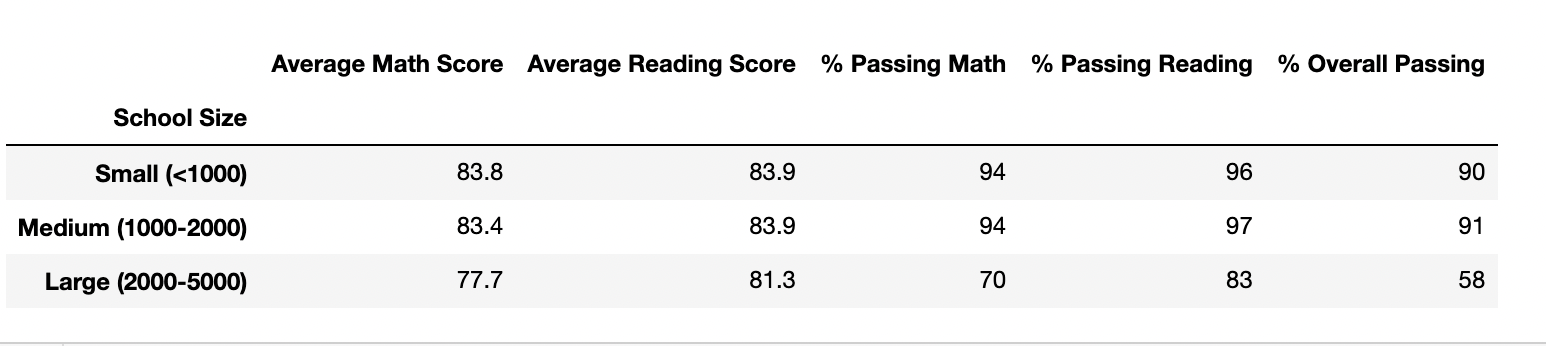 Average Math Score Average Reading Score % Passing Math % Passing Reading % Overall Passing
School Size
Small (<1000) 83.8 83.9 94 96 90
Medium (1000-2000) 83.4 83.9 94 97 91
Large (2000-5000) 77.7 81.3 70 83 58